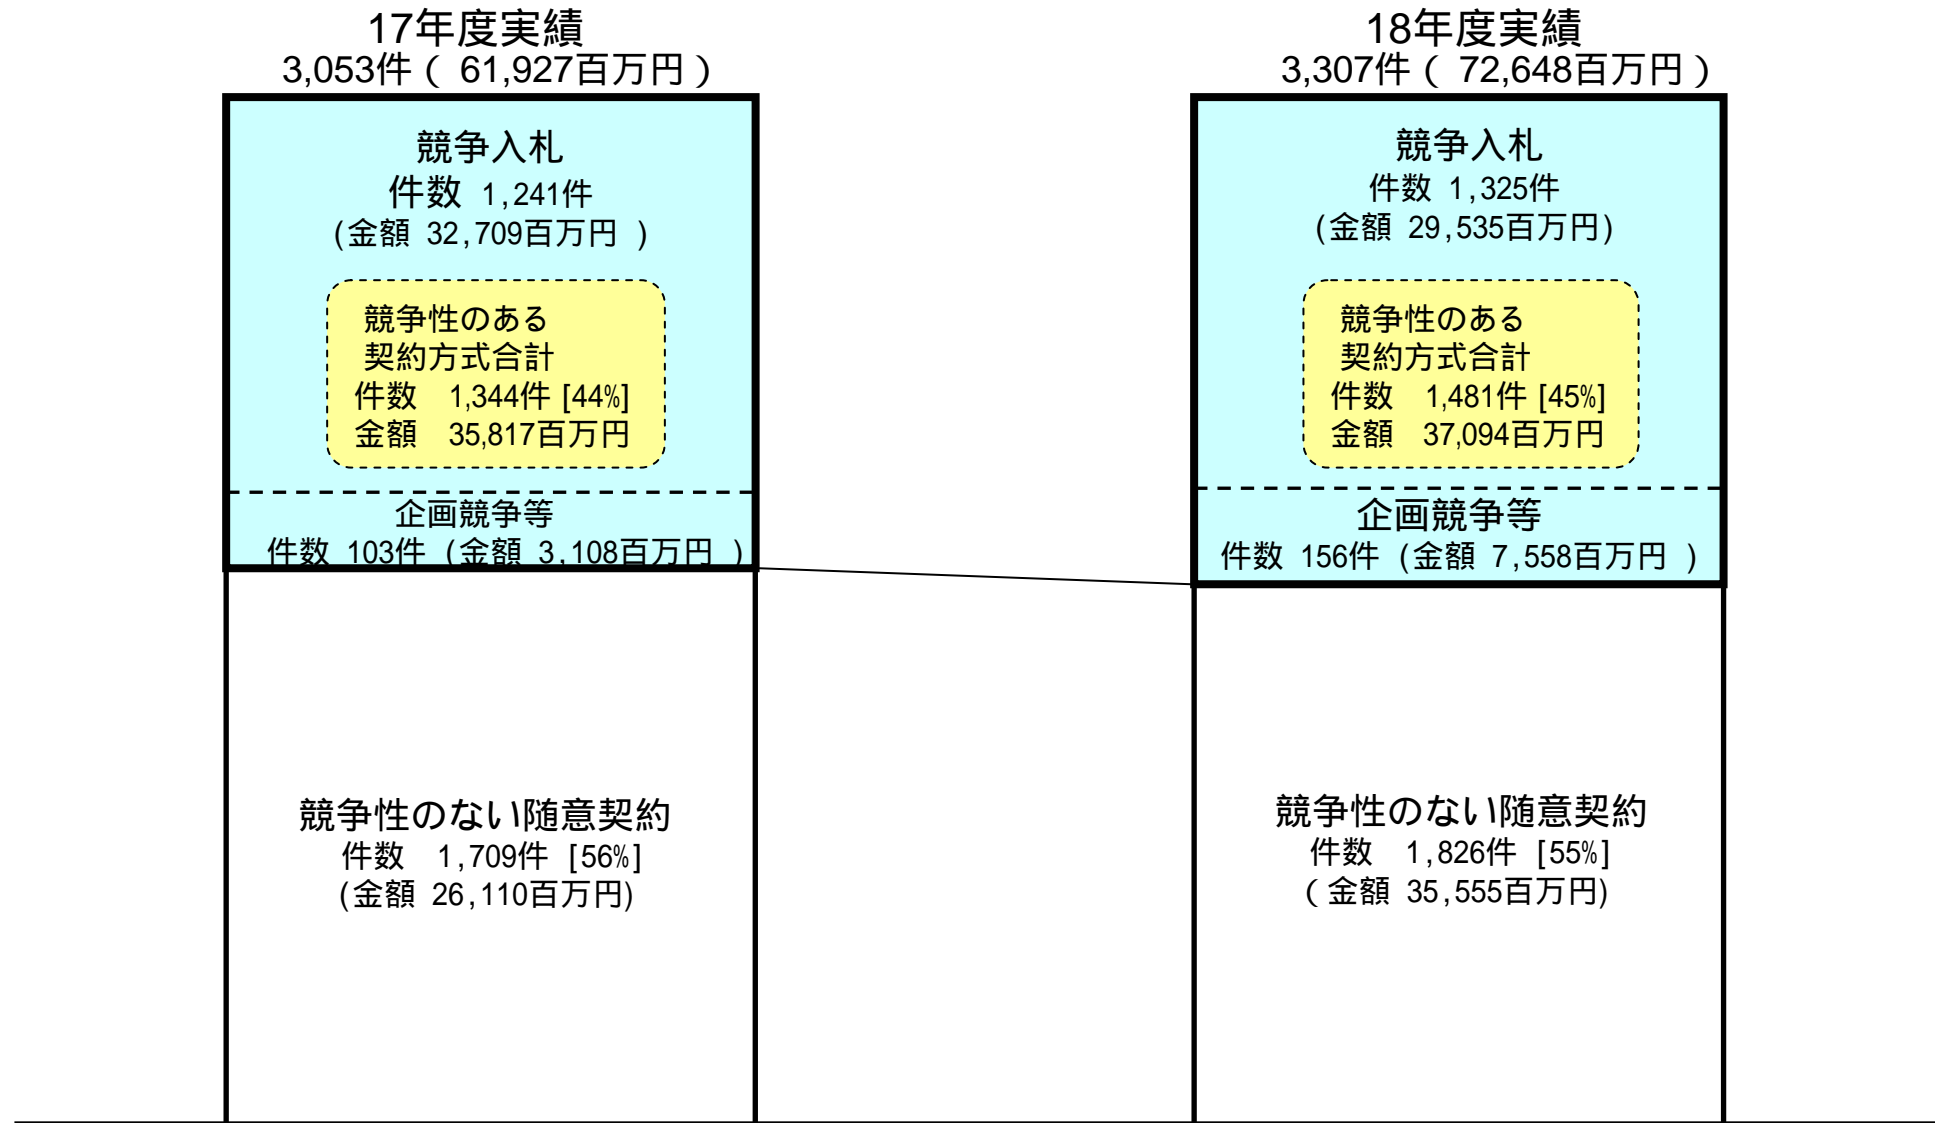 17年度実績
3,053件（ 61,927百万円）
競争入札
件数 1,241件
(金額 32,709百万円 )
競争性のある
契約方式合計
件数　1,344件 [44%]
金額　35,817百万円
企画競争等
件数 103件 (金額 3,108百万円 )
競争性のない随意契約
件数　1,709件 [56%]
(金額 26,110百万円)
18年度実績
3,307件（ 72,648百万円）
競争入札
件数 1,325件
(金額 29,535百万円)
競争性のある
契約方式合計
件数　1,481件 [45%]
金額　37,094百万円
企画競争等
件数 156件 (金額 7,558百万円 )
競争性のない随意契約
件数　1,826件 [55%]
（金額 35,555百万円)